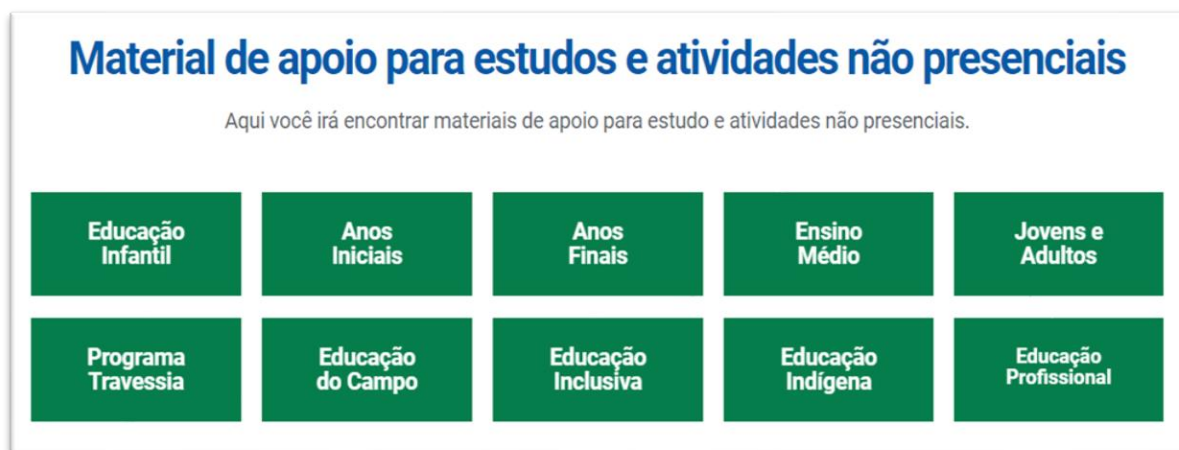 Material de apoio para estudos e atividades não presenciais
Aqui você irá encontrar materiais de apoio para estudo e atividades não presenciais.
Educação
Infantil
Anos
Iniciais
Anos
Finais
Ensino
Médio
Jovens e
Adultos
Programa
Travessia
Educação
do Campo
Educação
Inclusiva
Educação
Indígena
Educação
Profissional